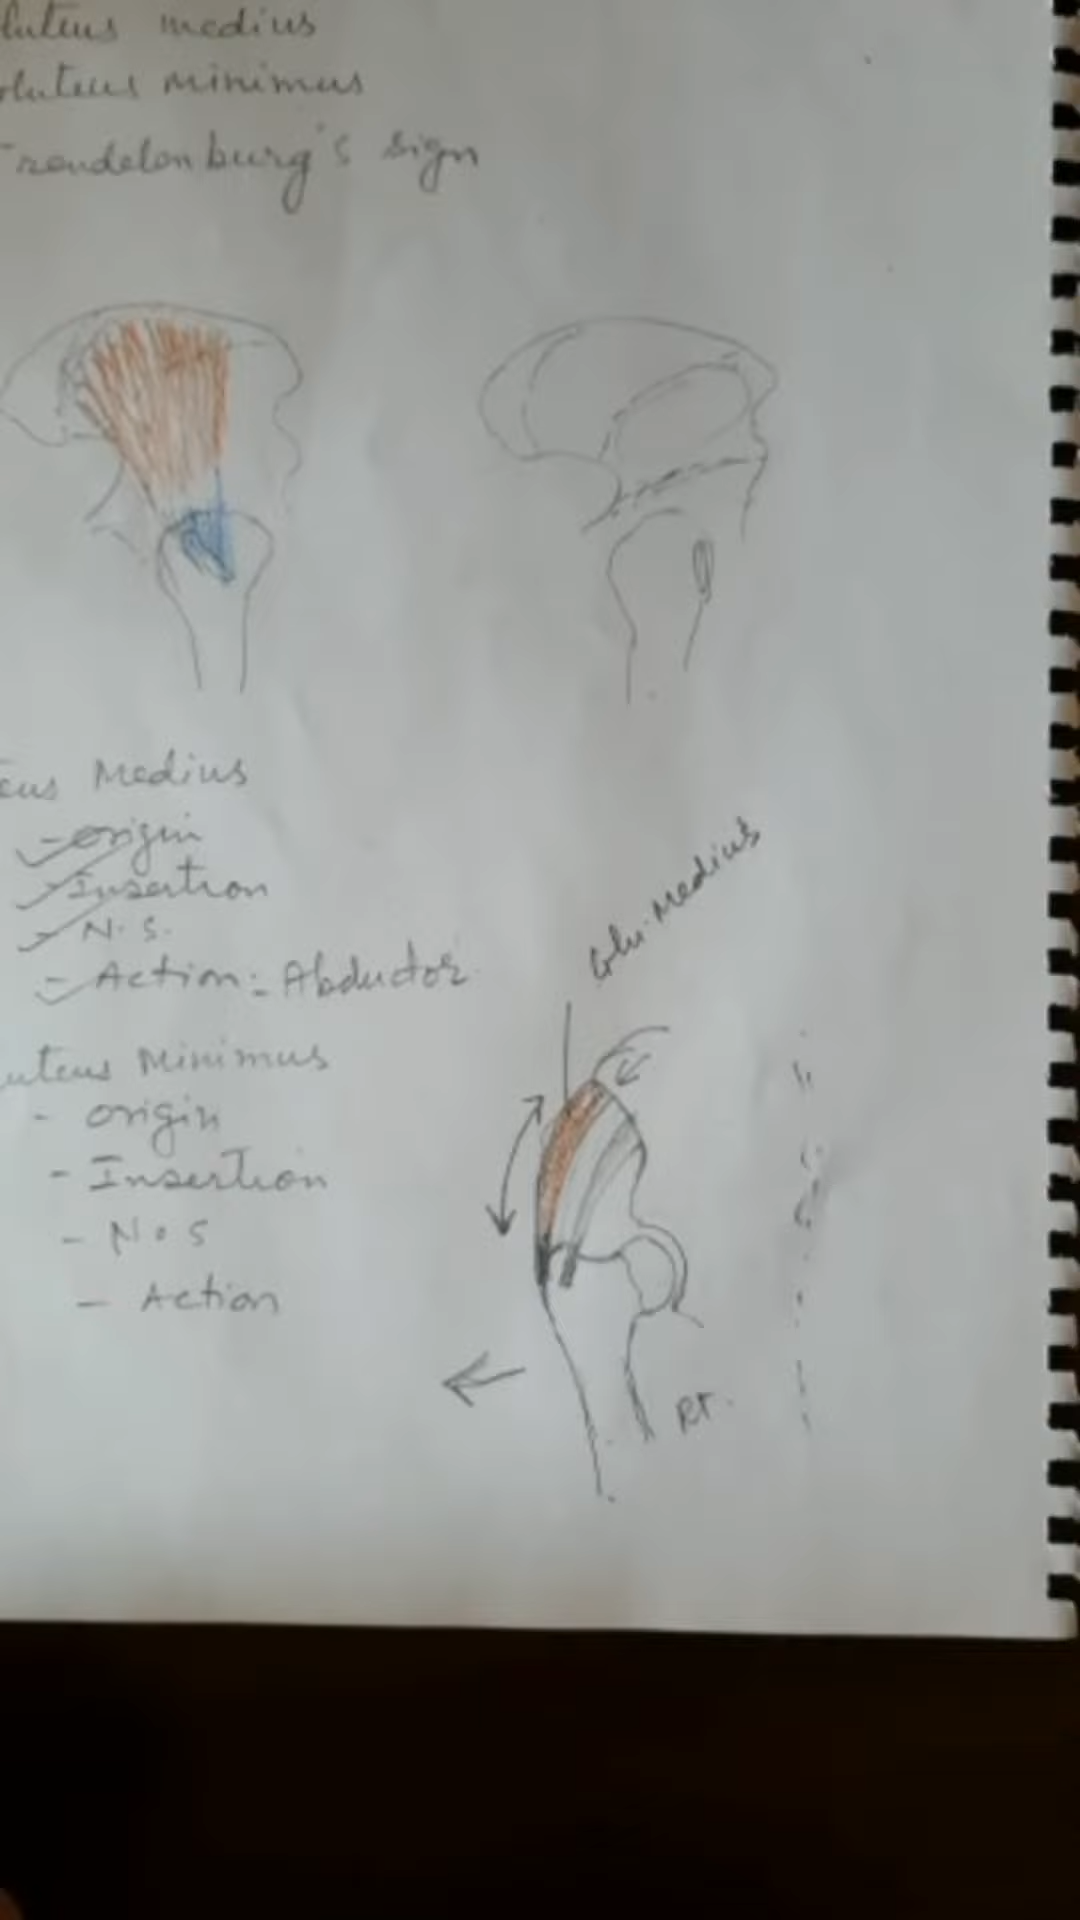 luteus medius
luteus minimus
Trendelenburg's sign
eus Medius
- origin
- Insertion
- N.S.
- Action = Abductor
uteus Minimus
- origin
- Insertion
- N.S
- Action
Glu. Medius
RT.